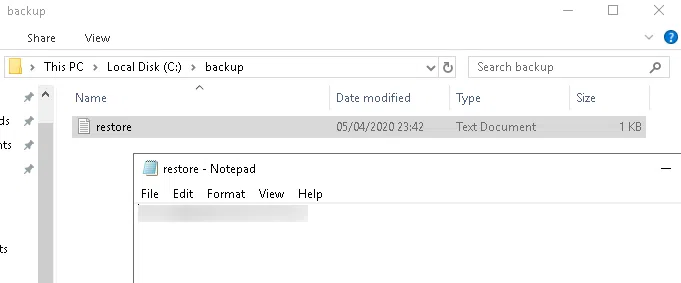 backup
Share View
This PC Local Disk (C:) backup Search backup
Name Date modified Type Size
restore 05/04/2020 23:42 Text Document 1 KB
ds
nts
ts
restore - Notepad
File Edit Format View Help